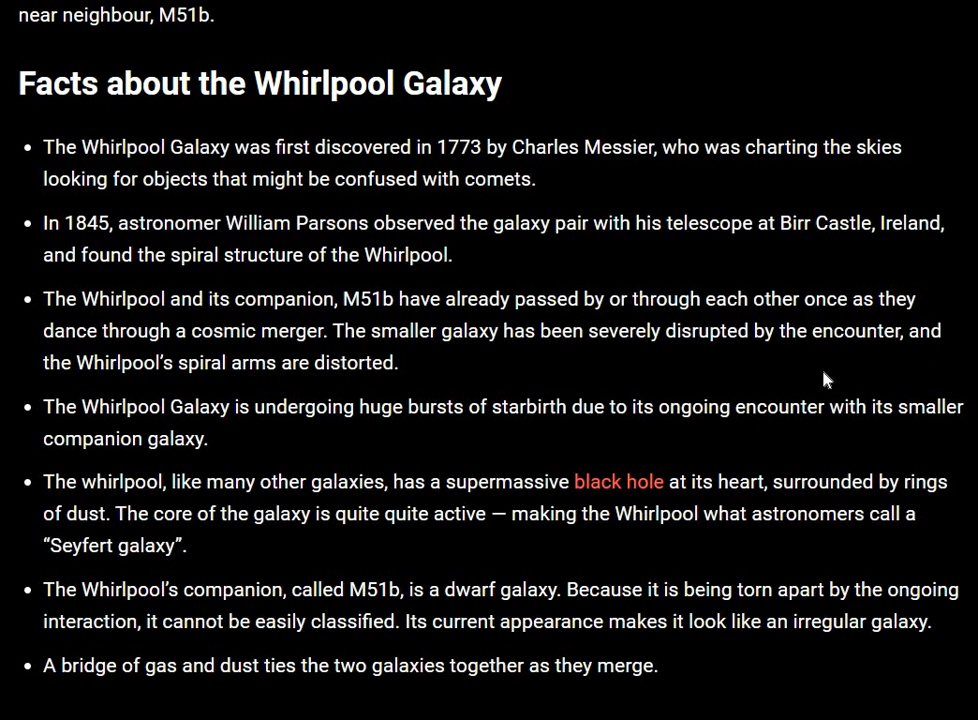 near neighbour, M51b.
Facts about the Whirlpool Galaxy
• The Whirlpool Galaxy was first discovered in 1773 by Charles Messier, who was charting the skies
looking for objects that might be confused with comets.
• In 1845, astronomer William Parsons observed the galaxy pair with his telescope at Birr Castle, Ireland,
and found the spiral structure of the Whirlpool.
• The Whirlpool and its companion, M51b have already passed by or through each other once as they
dance through a cosmic merger. The smaller galaxy has been severely disrupted by the encounter, and
the Whirlpool’s spiral arms are distorted.
• The Whirlpool Galaxy is undergoing huge bursts of starbirth due to its ongoing encounter with its smaller
companion galaxy.
• The whirlpool, like many other galaxies, has a supermassive black hole at its heart, surrounded by rings
of dust. The core of the galaxy is quite quite active — making the Whirlpool what astronomers call a
“Seyfert galaxy”.
• The Whirlpool’s companion, called M51b, is a dwarf galaxy. Because it is being torn apart by the ongoing
interaction, it cannot be easily classified. Its current appearance makes it look like an irregular galaxy.
• A bridge of gas and dust ties the two galaxies together as they merge.